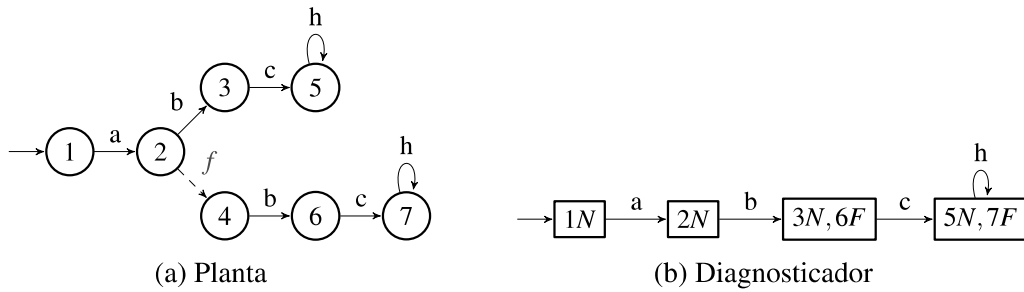 h
3 c 5
b
1 a 2 h h
f
4 b 6 c 7 1N a 2N b 3N, 6F c 5N, 7F
(a) Planta (b) Diagnosticador